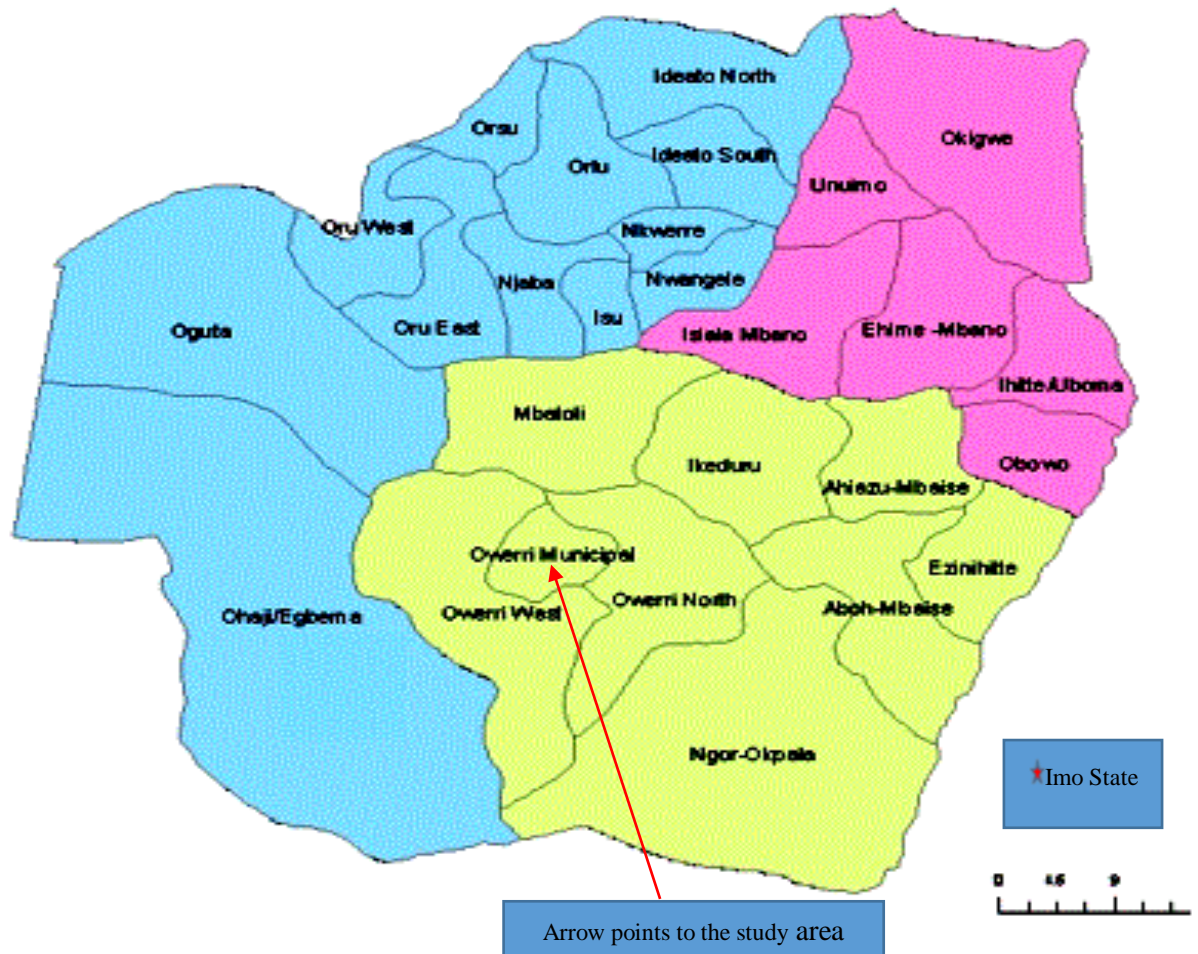 Ideato North
Okigwe
Orsu
Orlu
Ideato South
Unuimo
Oru West
Nkwerre
Njaba
Nwangele
Isu
Oguta
Oru East
Isiala Mbano
Ehime -Mbano
Ihitte/Uboma
Mbaitoli
Ikeduru
Obowo
Ahiazu-Mbaise
Owerri Municipal
Ezinihitte
Owerri North
Ohaji/Egbema
Owerri West
Aboh-Mbaise
Ngor-Okpala
Imo State
0 4.5 9
Arrow points to the study area